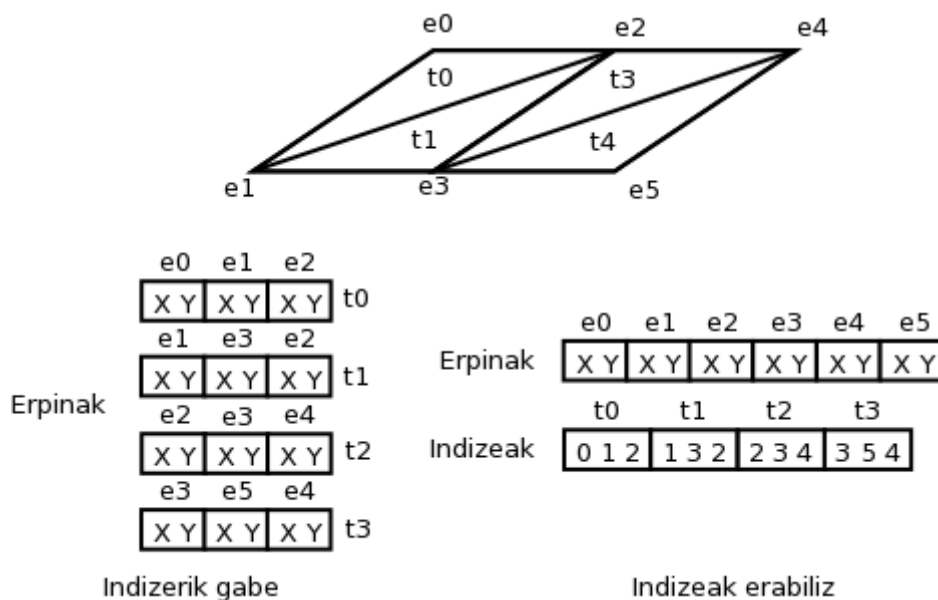 e0 e2 e4
t0 t3
t1 t4
e1 e3 e5
e0 e1 e2
X Y X Y X Y t0
e1 e3 e2
X Y X Y X Y t1
Erpinak
e2 e3 e4
X Y X Y X Y t2
e3 e5 e4
X Y X Y X Y t3
Indizerik gabe
e0 e1 e2 e3 e4 e5
Erpinak X Y X Y X Y X Y X Y X Y
t0 t1 t2 t3
Indizeak 0 1 2 1 3 2 2 3 4 3 5 4
Indizeak erabiliz